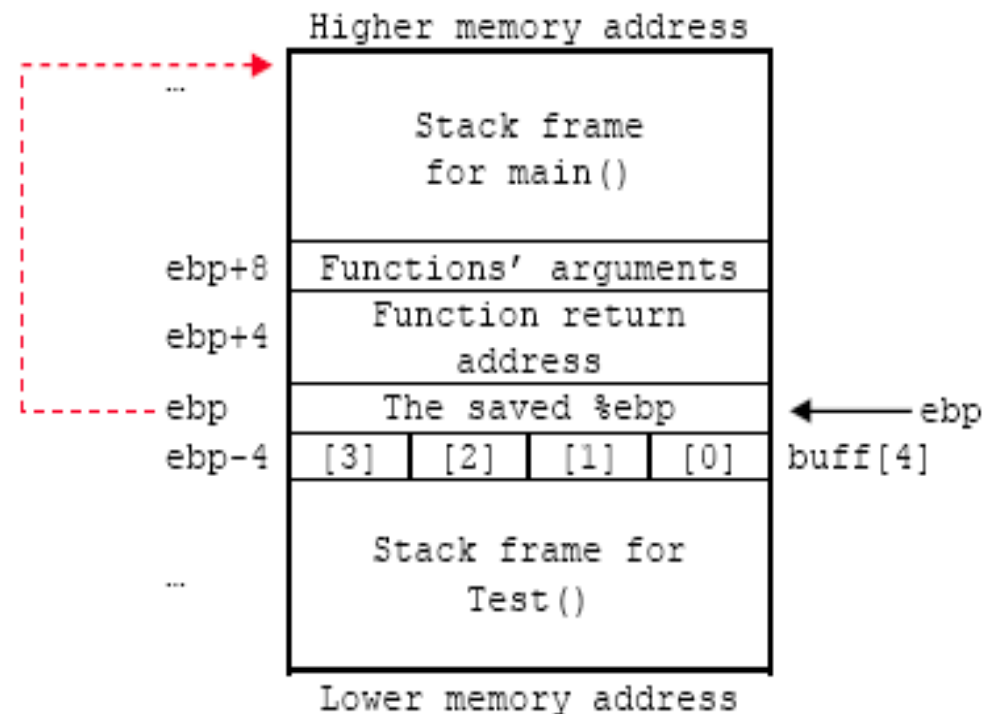 Higher memory address
…
Stack frame
for main()
ebp+8 Functions’ arguments
ebp+4 Function return
address
ebp The saved %ebp ebp
ebp-4 [3] [2] [1] [0] buff[4]
Stack frame for
… Test()
Lower memory address